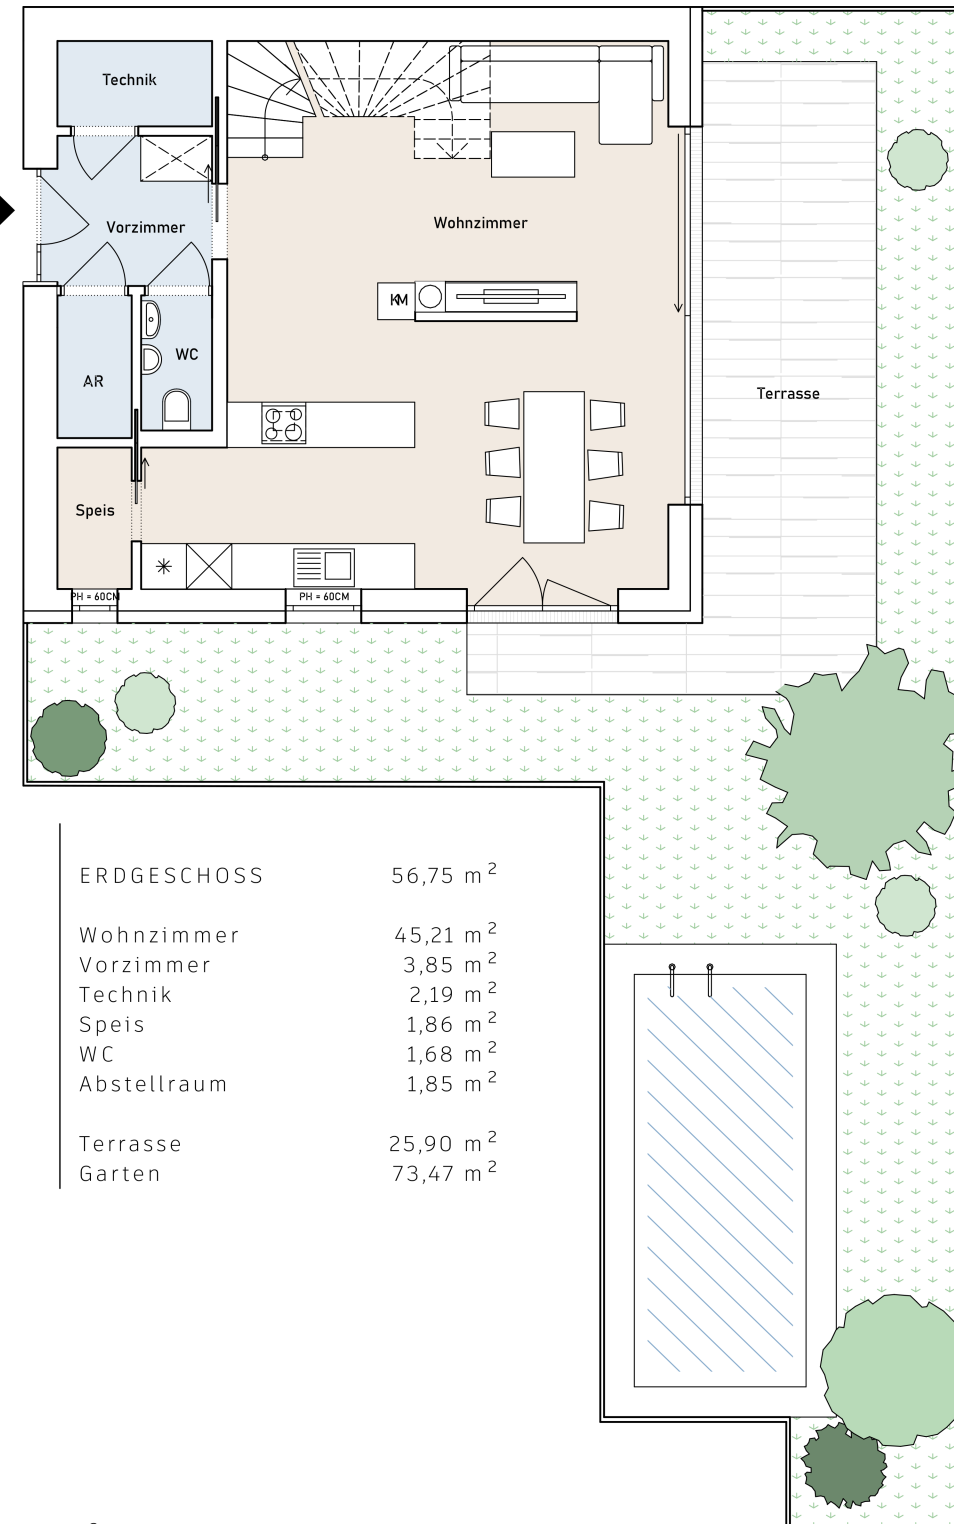 Technik
Vorzimmer
Wohnzimmer
KM
WC
AR
Terrasse
Speis
PH = 60CM
PH = 60CM
ERDGESCHOSS 56,75 m²
Wohnzimmer 45,21 m²
Vorzimmer 3,85 m²
Technik 2,19 m²
Speis 1,86 m²
WC 1,68 m²
Abstellraum 1,85 m²
Terrasse 25,90 m²
Garten 73,47 m²